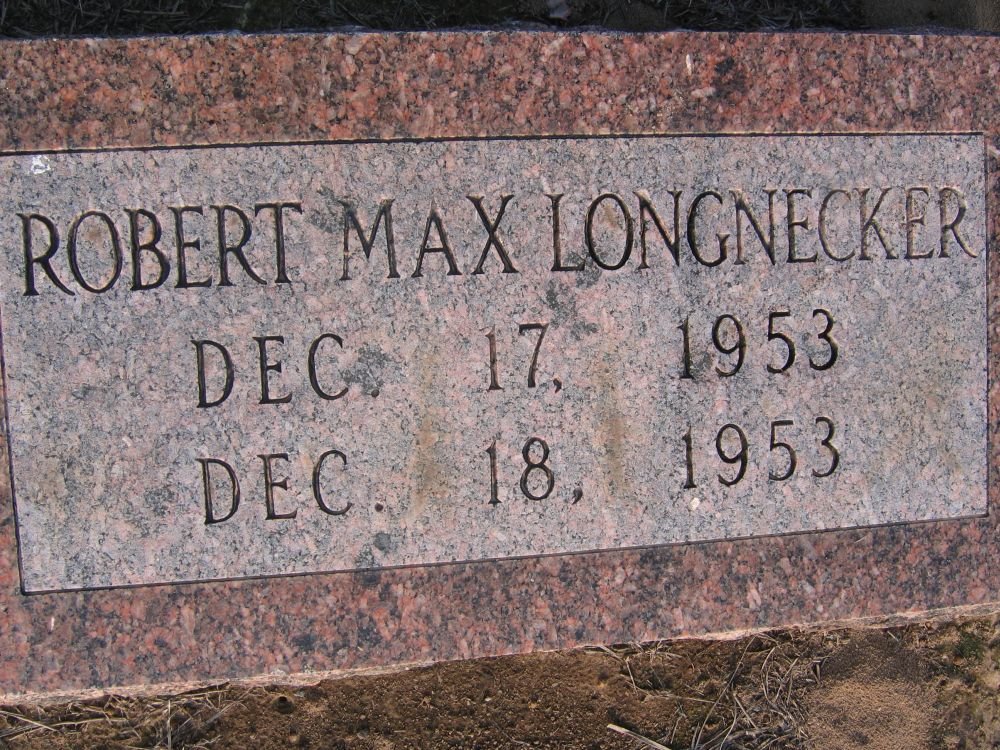 ROBERT MAX LONGNECKER
DEC. 17, 1953
DEC. 18, 1953